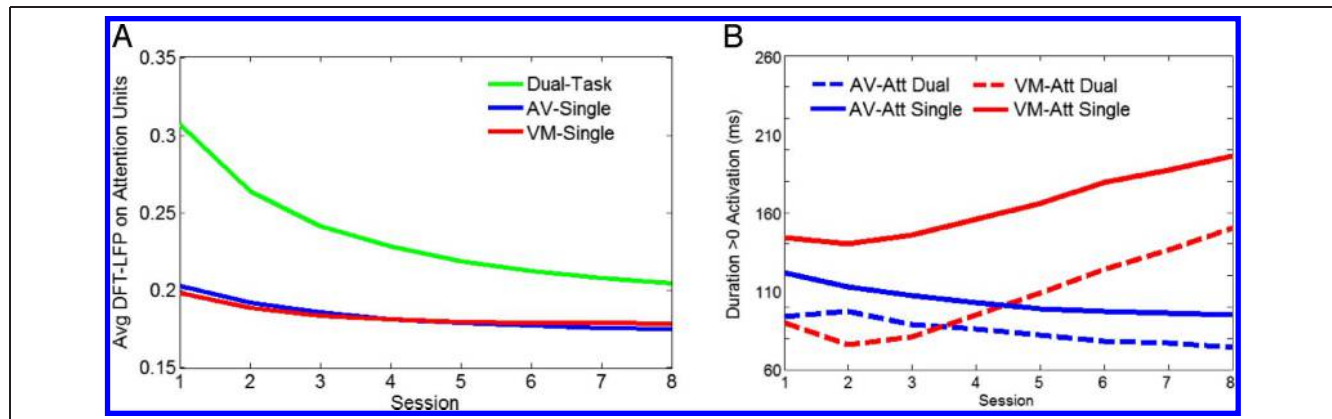 A
Avg DFT-LFP on Attention Units
0.35
0.3
0.25
0.2
0.15
Dual-Task
AV-Single
VM-Single
1 2 3 4 5 6 7 8
Session
B
Duration >0 Activation (ms)
260
210
160
110
60
AV-Att Dual VM-Att Dual
AV-Att Single VM-Att Single
1 2 3 4 5 6 7 8
Session